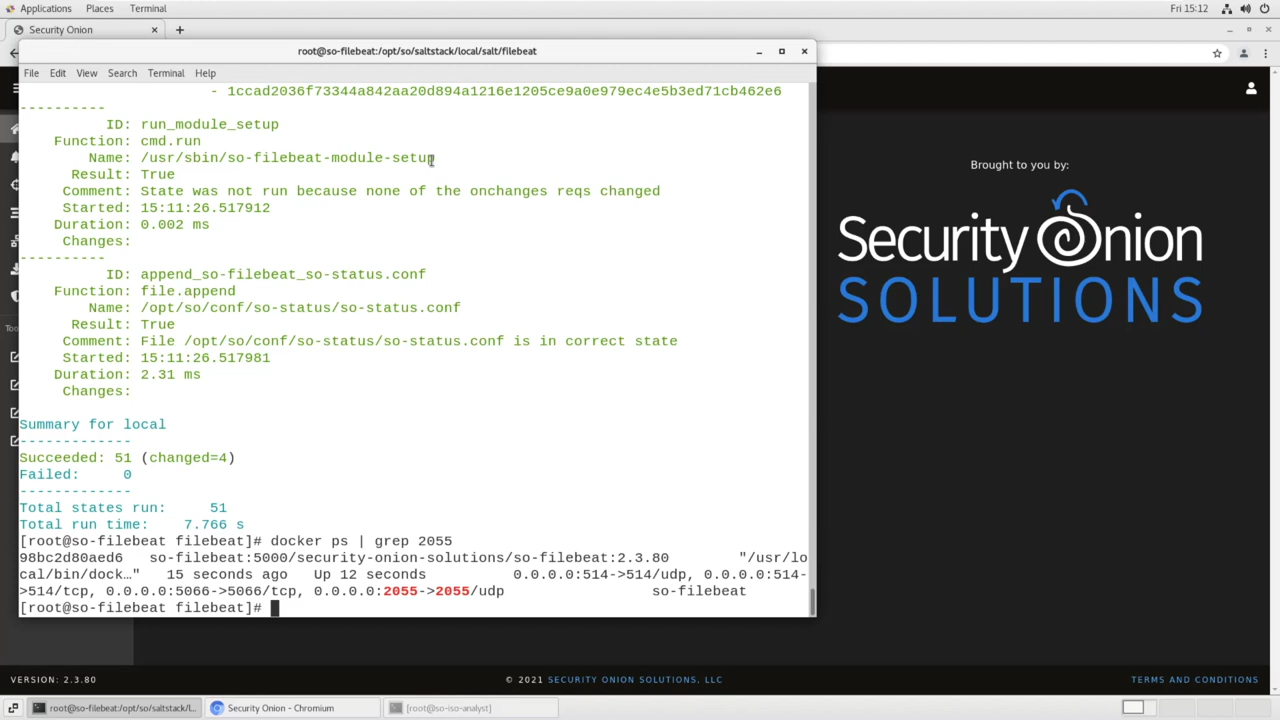 Applications Places Terminal Fri 15:12
Security Onion
root@so-filebeat:/opt/so/saltstack/local/salt/filebeat
File Edit View Search Terminal Help
- 1ccad2036f73344a842aa20d894a1216e1205ce9a0e979ec4e5b3ed71cb462e6
----------
ID: run_module_setup
Function: cmd.run
Name: /usr/sbin/so-filebeat-module-setup
Result: True
Comment: State was not run because none of the onchanges reqs changed
Started: 15:11:26.517912
Duration: 0.002 ms
Changes:
----------
ID: append_so-filebeat_so-status.conf
Function: file.append
Name: /opt/so/conf/so-status/so-status.conf
Result: True
Comment: File /opt/so/conf/so-status/so-status.conf is in correct state
Started: 15:11:26.517981
Duration: 2.31 ms
Changes:
Summary for local
-------------
Succeeded: 51 (changed=4)
Failed: 0
-------------
Total states run: 51
Total run time: 7.766 s
[root@so-filebeat filebeat]# docker ps | grep 2055
98bc2d80aed6 so-filebeat:5000/security-onion-solutions/so-filebeat:2.3.80 "/usr/lo
cal/bin/dock…" 15 seconds ago Up 12 seconds 0.0.0.0:514->514/udp, 0.0.0.0:514-
>514/tcp, 0.0.0.0:5066->5066/tcp, 0.0.0.0:2055->2055/udp so-filebeat
[root@so-filebeat filebeat]#
Brought to you by:
Security Onion
SOLUTIONS
Too
VERSION: 2.3.80 © 2021 SECURITY ONION SOLUTIONS, LLC TERMS AND CONDITIONS
root@so-filebeat:/opt/so/saltstack/l... Security Onion - Chromium [root@so-iso-analyst]